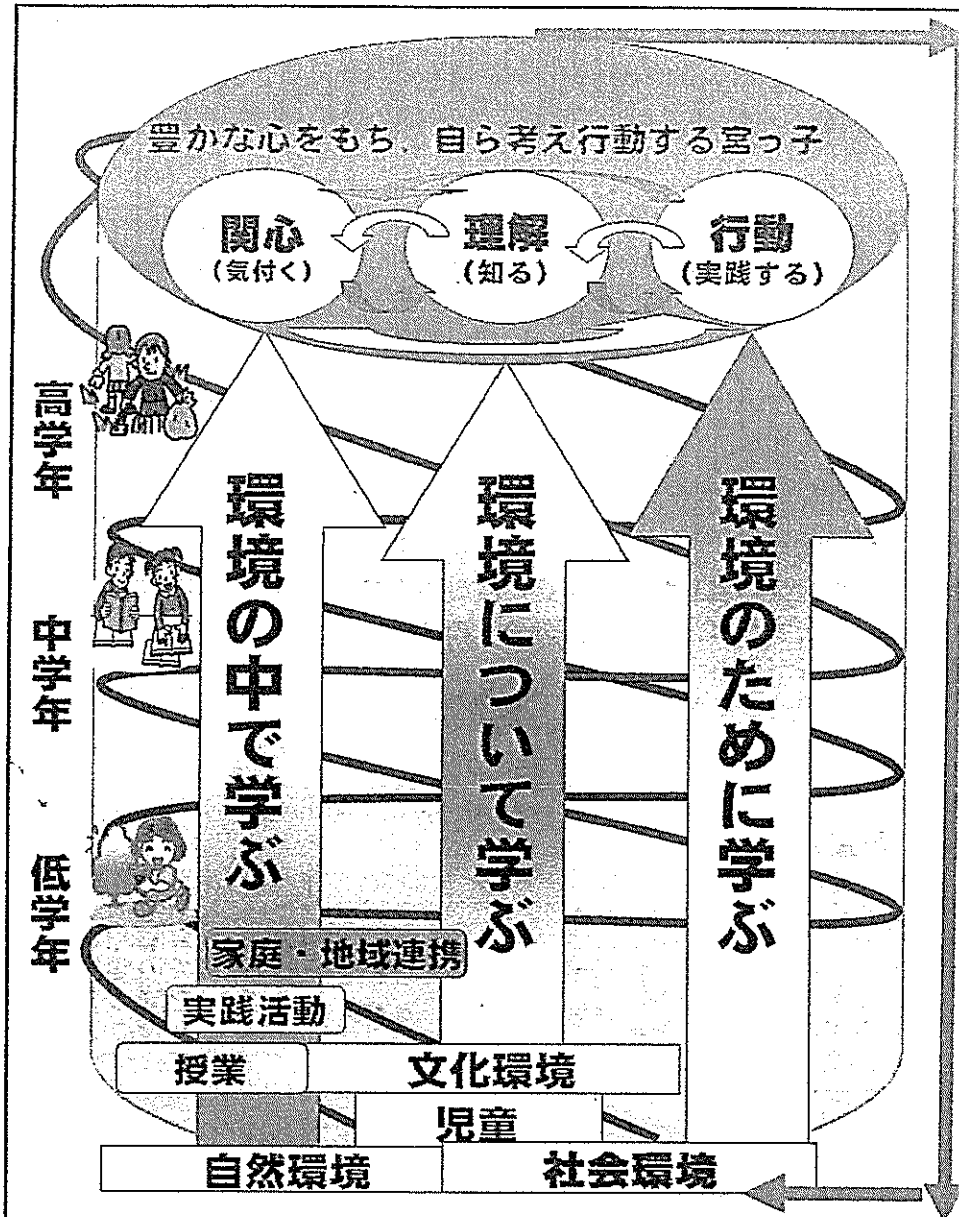 豊かな心をもち、自ら考え行動する宮っ子
関心
(気付く)
理解
(知る)
行動
(実践する)
高学年
中学年
低学年
環境の中で学ぶ
環境について学ぶ
環境のために学ぶ
家庭・地域連携
実践活動
授業
文化環境
児童
自然環境
社会環境